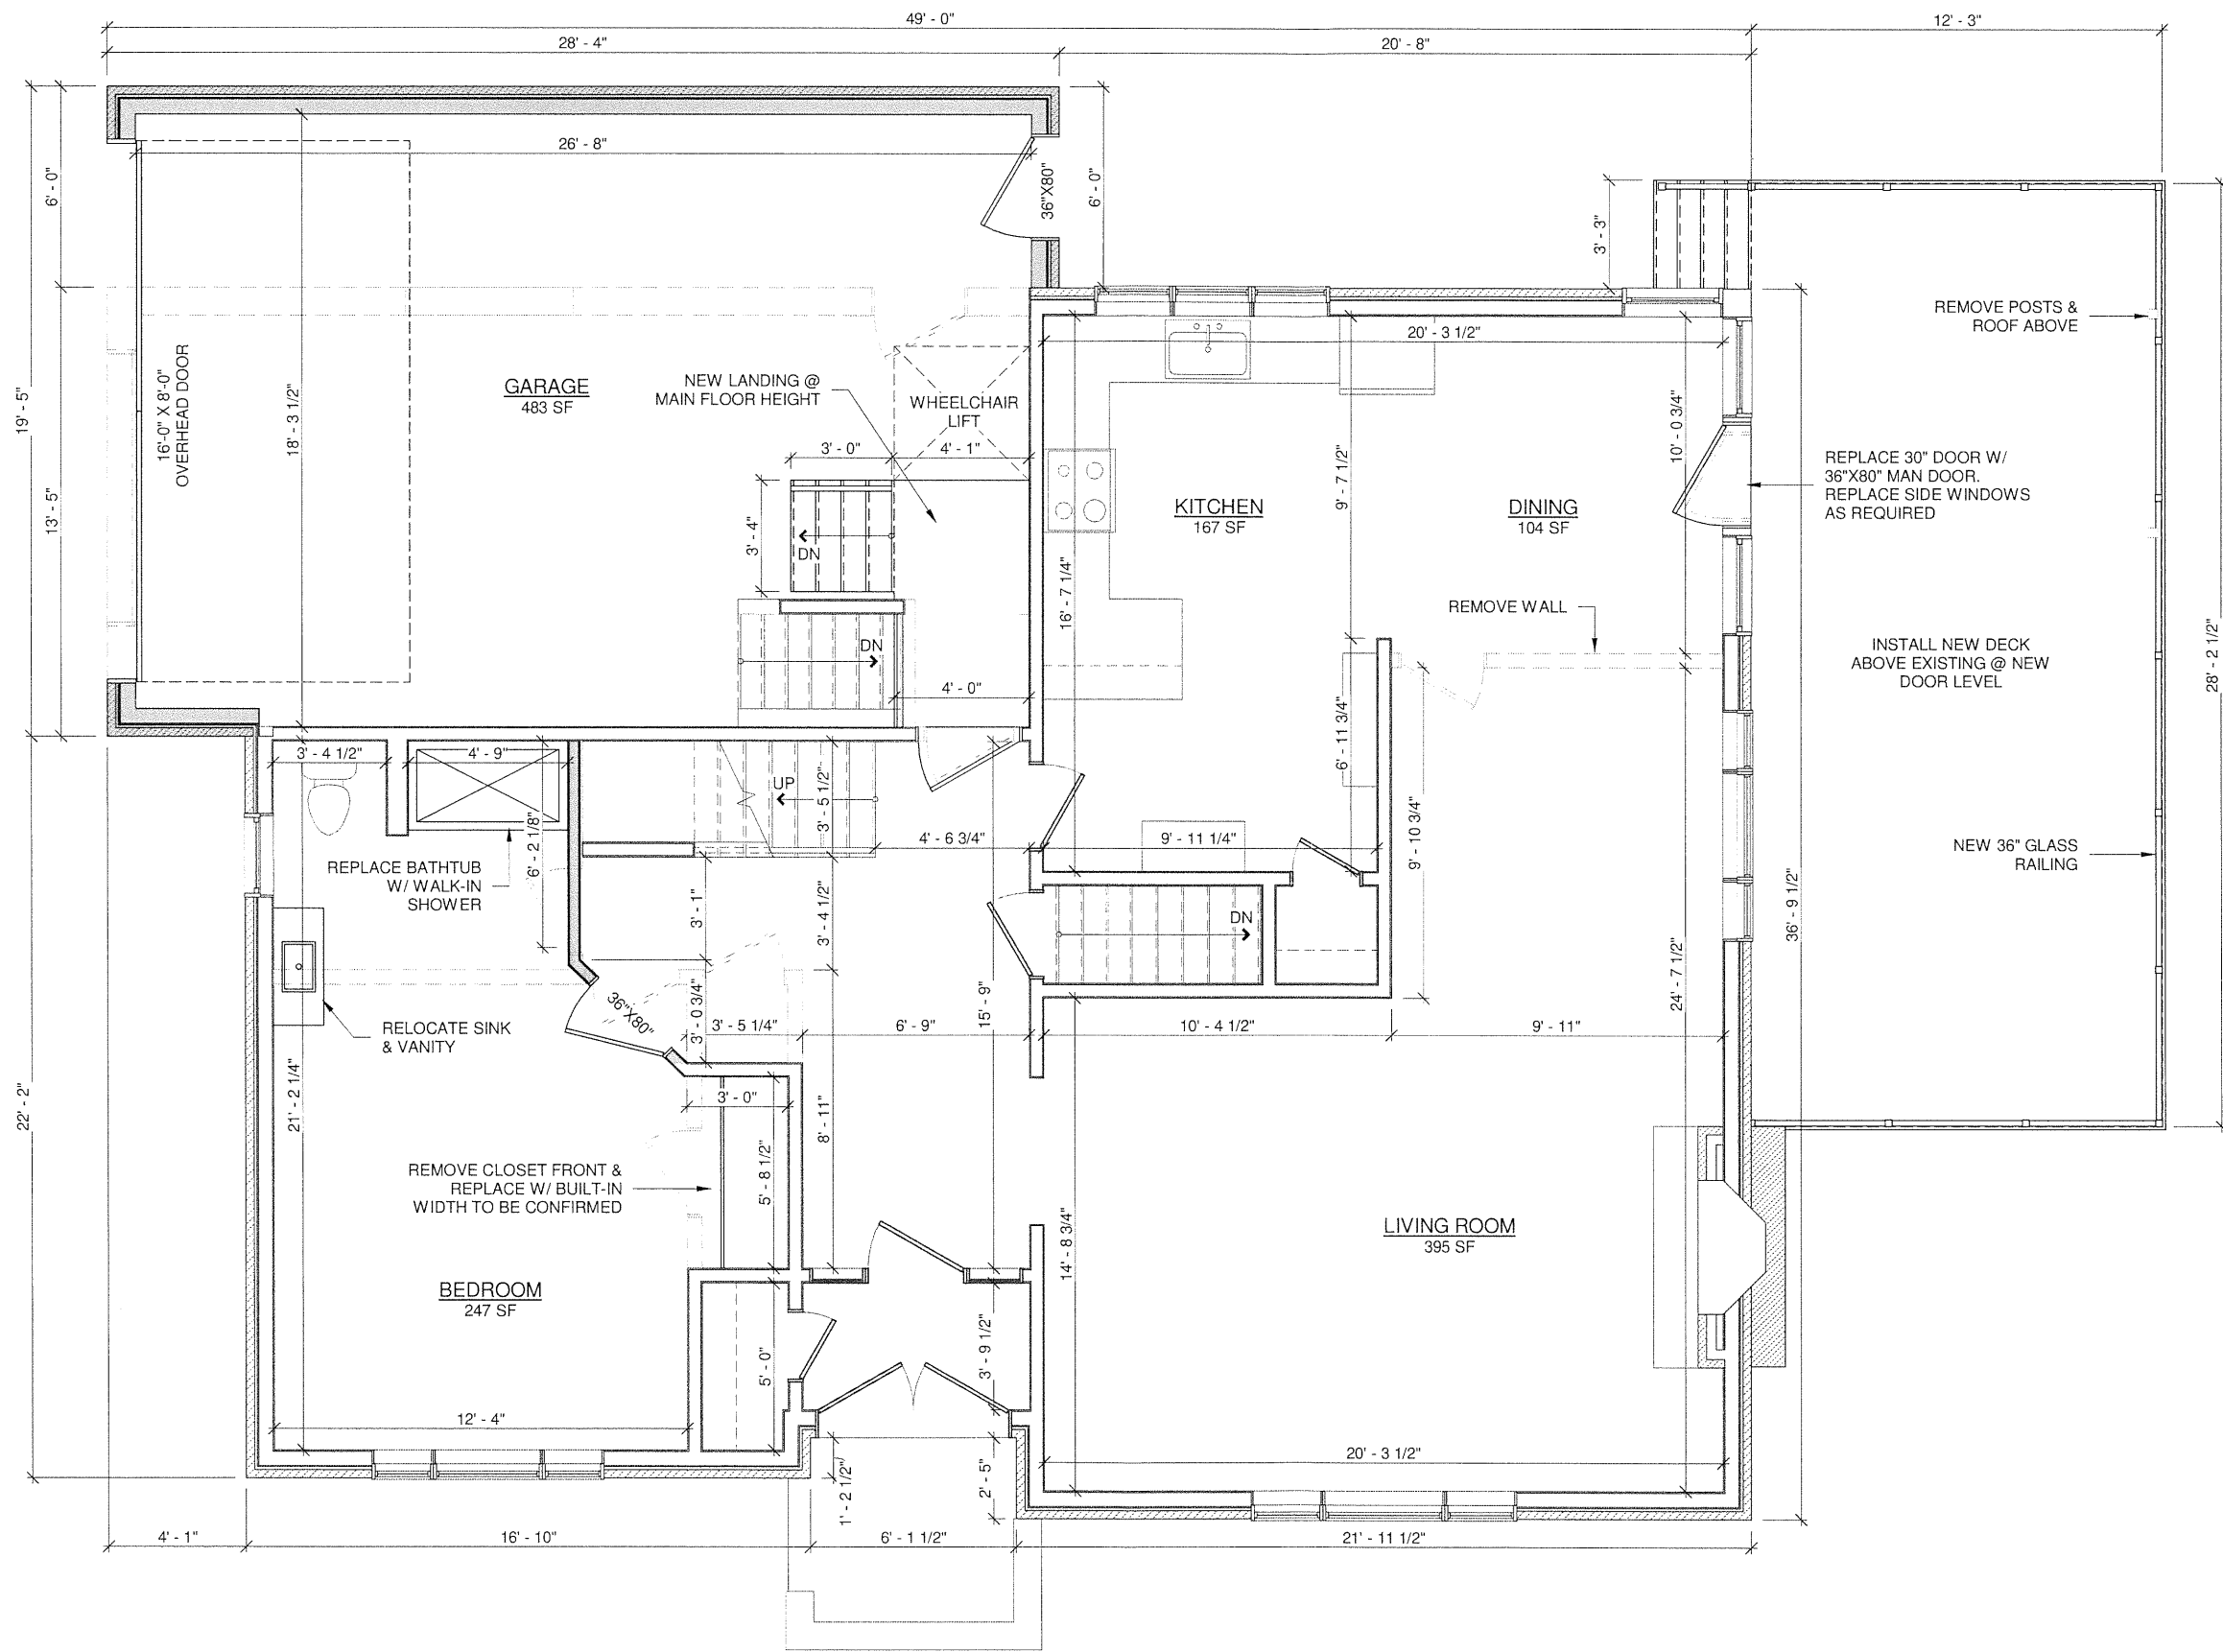 49' - 0"
12' - 3"
28' - 4"
20' - 8"
26' - 8"
36"X80"
6' - 0"
6' - 0"
3' - 3"
19' - 5"
13' - 5"
16'-0" X 8'-0"
OVERHEAD DOOR
18' - 3 1/2"
GARAGE
483 SF
NEW LANDING @
MAIN FLOOR HEIGHT
WHEELCHAIR
LIFT
3' - 0"
4' - 1"
3' - 4"
DN
DN
4' - 0"
20' - 3 1/2"
KITCHEN
167 SF
16' - 7 1/4"
9' - 7 1/2"
DINING
104 SF
10' - 0 3/4"
REMOVE WALL
6' - 11 3/4"
9' - 10 3/4"
REMOVE POSTS &
ROOF ABOVE
REPLACE 30" DOOR W/
36"X80" MAN DOOR.
REPLACE SIDE WINDOWS
AS REQUIRED
INSTALL NEW DECK
ABOVE EXISTING @ NEW
DOOR LEVEL
28' - 2 1/2"
NEW 36" GLASS
RAILING
36' - 9 1/2"
3' - 4 1/2"
4' - 9"
6' - 2 1/8"
REPLACE BATHTUB
W/ WALK-IN
SHOWER
UP
3' - 5 1/2"
4' - 6 3/4"
9' - 11 1/4"
3' - 1"
3' - 4 1/2"
DN
RELOCATE SINK
& VANITY
36"X80"
3' - 0 3/4"
3' - 5 1/4"
6' - 9"
15' - 9"
10' - 4 1/2"
9' - 11"
24' - 7 1/2"
22' - 2"
21' - 2 1/4"
3' - 0"
8' - 11"
5' - 8 1/2"
REMOVE CLOSET FRONT &
REPLACE W/ BUILT-IN
WIDTH TO BE CONFIRMED
14' - 8 3/4"
LIVING ROOM
395 SF
BEDROOM
247 SF
5' - 0"
3' - 9 1/2"
12' - 4"
20' - 3 1/2"
1' - 2 1/2"
2' - 5"
4' - 1"
16' - 10"
6' - 1 1/2"
21' - 11 1/2"